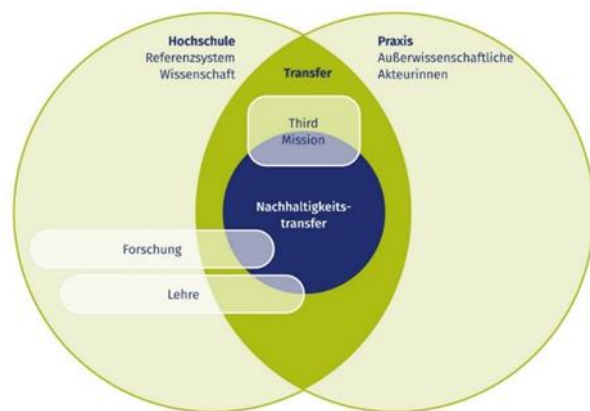 Hochschule
Referenzsystem
Wissenschaft
Transfer
Praxis
Außerwissenschaftliche
Akteurinnen
Third
Mission
Nachhaltigkeits-
transfer
Forschung
Lehre